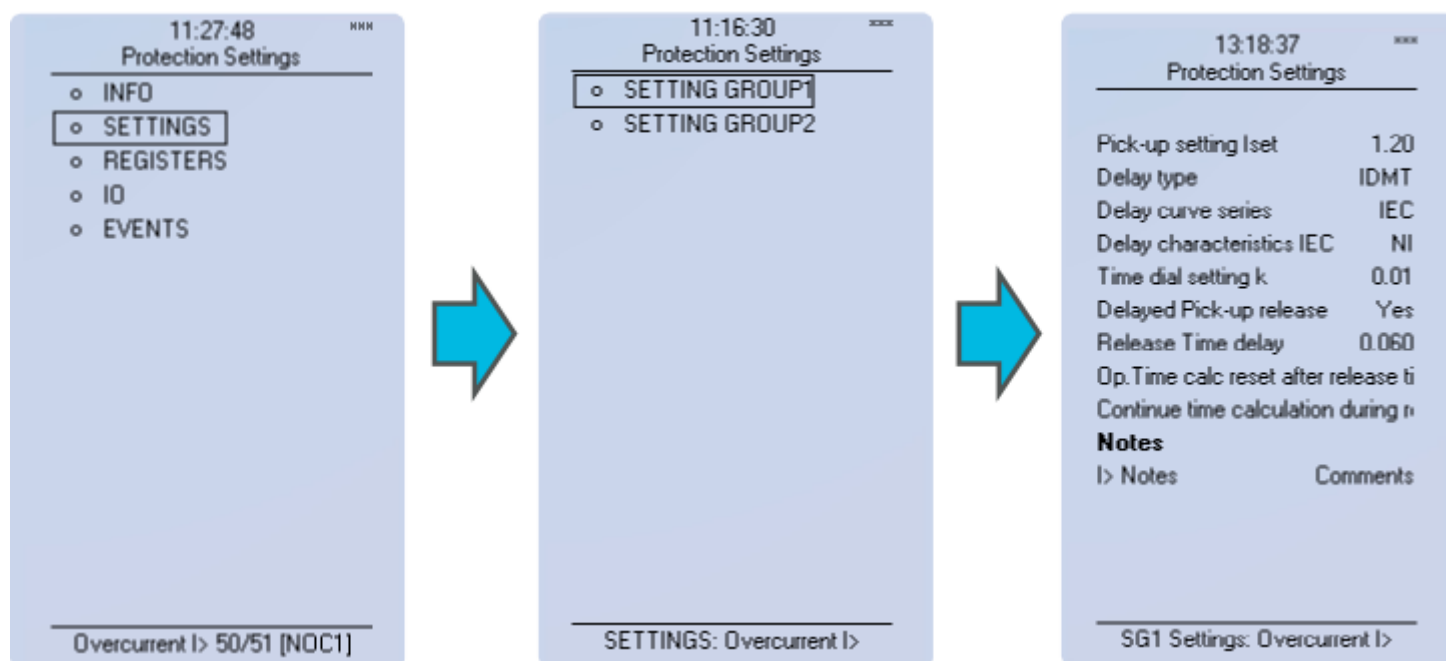 11:27:48
Protection Settings
INFO
SETTINGS
REGISTERS
IO
EVENTS
Overcurrent I> 50/51 [NOC1]
11:16:30
Protection Settings
SETTING GROUP1
SETTING GROUP2
SETTINGS: Overcurrent I>
13:18:37
Protection Settings
Pick-up setting Iset 1.20
Delay type IDMT
Delay curve series IEC
Delay characteristics IEC NI
Time dial setting k 0.01
Delayed Pick-up release Yes
Release Time delay 0.060
Op.Time calc reset after release ti
Continue time calculation during
Notes
I> Notes Comments
SG1 Settings: Overcurrent I>